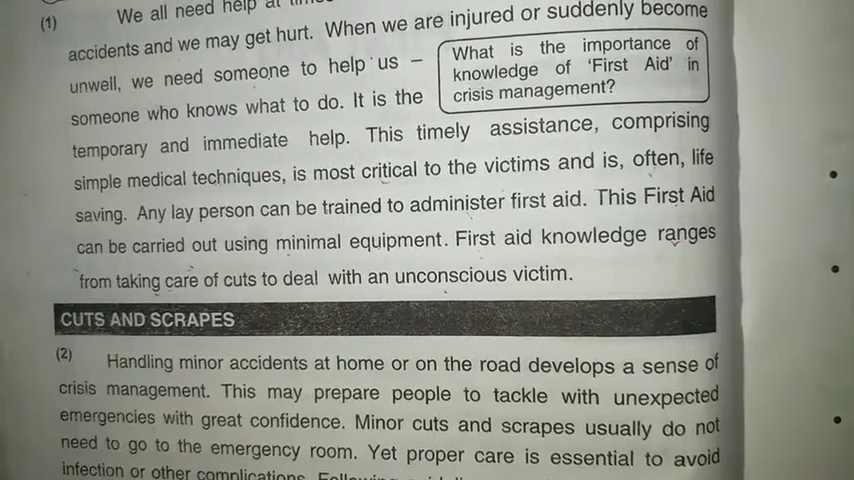 (1) We all need help at times
accidents and we may get hurt. When we are injured or suddenly become
unwell, we need someone to help us –
someone who knows what to do. It is the
What is the importance of
knowledge of 'First Aid' in
crisis management?
temporary and immediate help. This timely assistance, comprising
simple medical techniques, is most critical to the victims and is, often, life
saving. Any lay person can be trained to administer first aid. This First Aid
can be carried out using minimal equipment. First aid knowledge ranges
from taking care of cuts to deal with an unconscious victim.
CUTS AND SCRAPES
(2) Handling minor accidents at home or on the road develops a sense of
crisis management. This may prepare people to tackle with unexpected
emergencies with great confidence. Minor cuts and scrapes usually do not
need to go to the emergency room. Yet proper care is essential to avoid
infection or other complications. Following